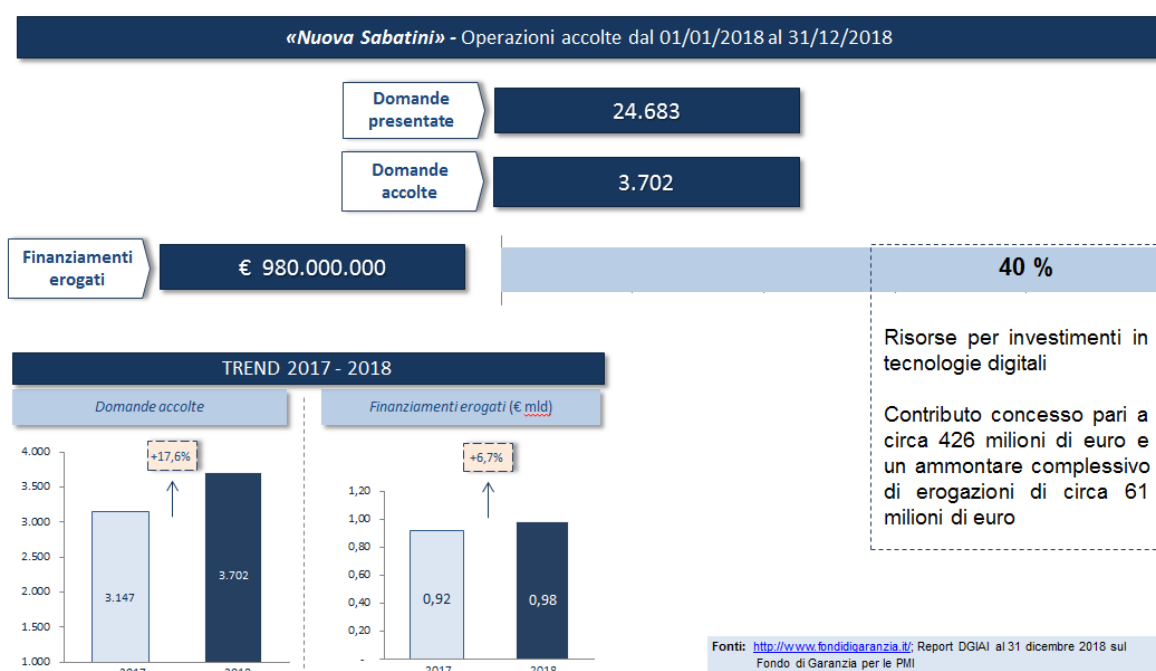 «Nuova Sabatini» - Operazioni accolte dal 01/01/2018 al 31/12/2018
Domande
presentate
24.683
Domande
accolte
3.702
Finanziamenti
erogati
€ 980.000.000
40 %
Risorse per investimenti in
tecnologie digitali
Contributo concesso pari a
circa 426 milioni di euro e
un ammontare complessivo
di erogazioni di circa 61
milioni di euro
TREND 2017 - 2018
Domande accolte
+17,6%
4.000
3.500
3.000
2.500
2.000
1.500
1.000
3.147
3.702
2017
2018
Finanziamenti erogati (€ mld)
+6,7%
1,20
1,00
0,80
0,60
0,40
0,20
-
0,92
0,98
2017
2018
Fonti: http://www.fondidigaranzia.it/; Report DGIAI al 31 dicembre 2018 sul
Fondo di Garanzia per le PMI